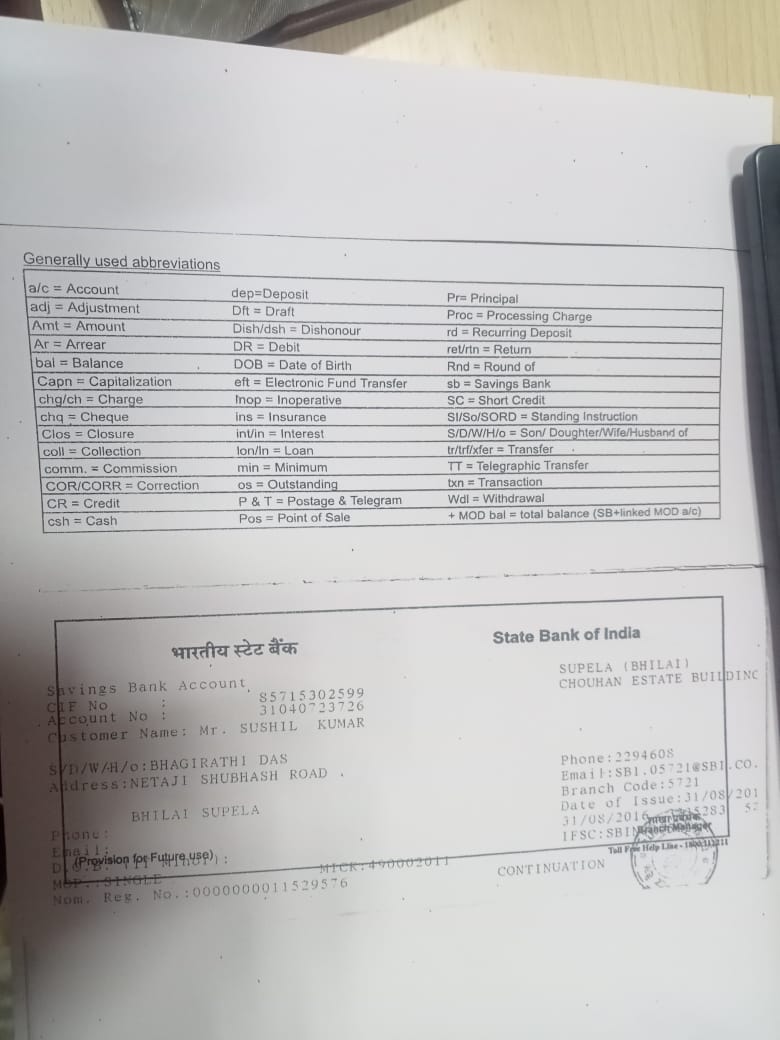 Generally used abbreviations
a/c = Account dep=Deposit Pr= Principal
adj = Adjustment Dft = Draft Proc = Processing Charge
Amt = Amount Dish/dsh = Dishonour rd = Recurring Deposit
Ar = Arrear DR = Debit ret/rtn = Return
bal = Balance DOB = Date of Birth Rnd = Round of
Capn = Capitalization eft = Electronic Fund Transfer sb = Savings Bank
chg/ch = Charge Inop = Inoperative SC = Short Credit
chq = Cheque ins = Insurance SI/So/SORD = Standing Instruction
Clos = Closure int/in = Interest S/D/W/H/o = Son/ Doughter/Wife/Husband of
coll = Collection lon/ln = Loan tr/trf/xfer = Transfer
comm. = Commission min = Minimum TT = Telegraphic Transfer
COR/CORR = Correction os = Outstanding txn = Transaction
CR = Credit P & T = Postage & Telegram Wdl = Withdrawal
csh = Cash Pos = Point of Sale + MOD bal = total balance (SB+linked MOD a/c)
भारतीय स्टेट बैंक State Bank of India
Savings Bank Account SUPELA (BHILAI)
CIF No : 85715302599 CHOUHAN ESTATE BUILDING
Account No : 31040723726
Customer Name: Mr. SUSHIL KUMAR
S/D/W/H/o:BHAGIRATHI DAS Phone:2294608
Address:NETAJI SHUBHASH ROAD Email:SBI.05721@SBI.CO.
Branch Code:5721
BHILAI SUPELA Date of Issue:31/08/201
Phone: 31/08/2016
Email: IFSC:SBIN
Branch Manager
(Provision for Future use) Toll Free Help Line - 1800112211
MOP.:SINGLE MICR:490002011 CONTINUATION
Nom. Reg. No.:0000000011529576